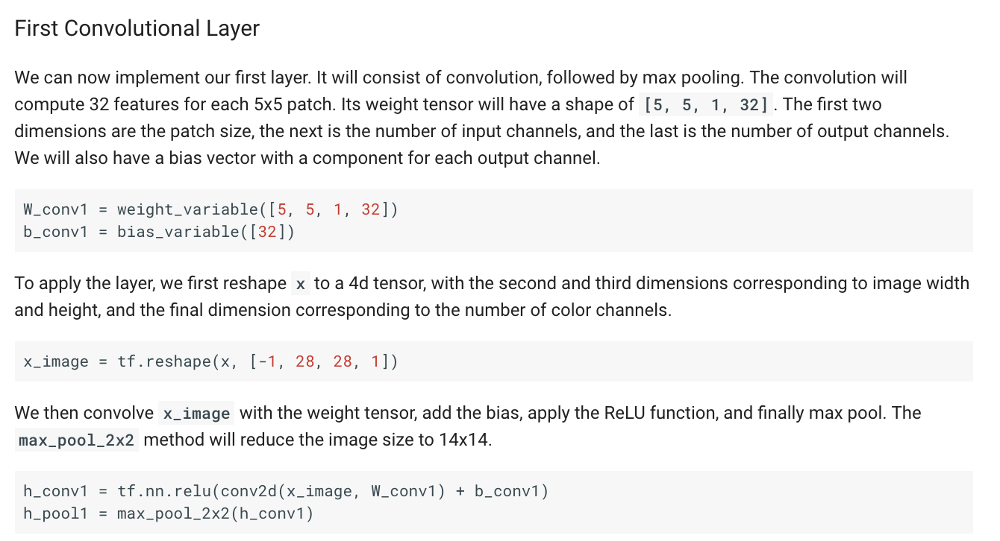 First Convolutional Layer
We can now implement our first layer. It will consist of convolution, followed by max pooling. The convolution will
compute 32 features for each 5x5 patch. Its weight tensor will have a shape of [5, 5, 1, 32]. The first two
dimensions are the patch size, the next is the number of input channels, and the last is the number of output channels.
We will also have a bias vector with a component for each output channel.
W_conv1 = weight_variable([5, 5, 1, 32])
b_conv1 = bias_variable([32])
To apply the layer, we first reshape x to a 4d tensor, with the second and third dimensions corresponding to image width
and height, and the final dimension corresponding to the number of color channels.
x_image = tf.reshape(x, [-1, 28, 28, 1])
We then convolve x_image with the weight tensor, add the bias, apply the ReLU function, and finally max pool. The
max_pool_2x2 method will reduce the image size to 14x14.
h_conv1 = tf.nn.relu(conv2d(x_image, W_conv1) + b_conv1)
h_pool1 = max_pool_2x2(h_conv1)